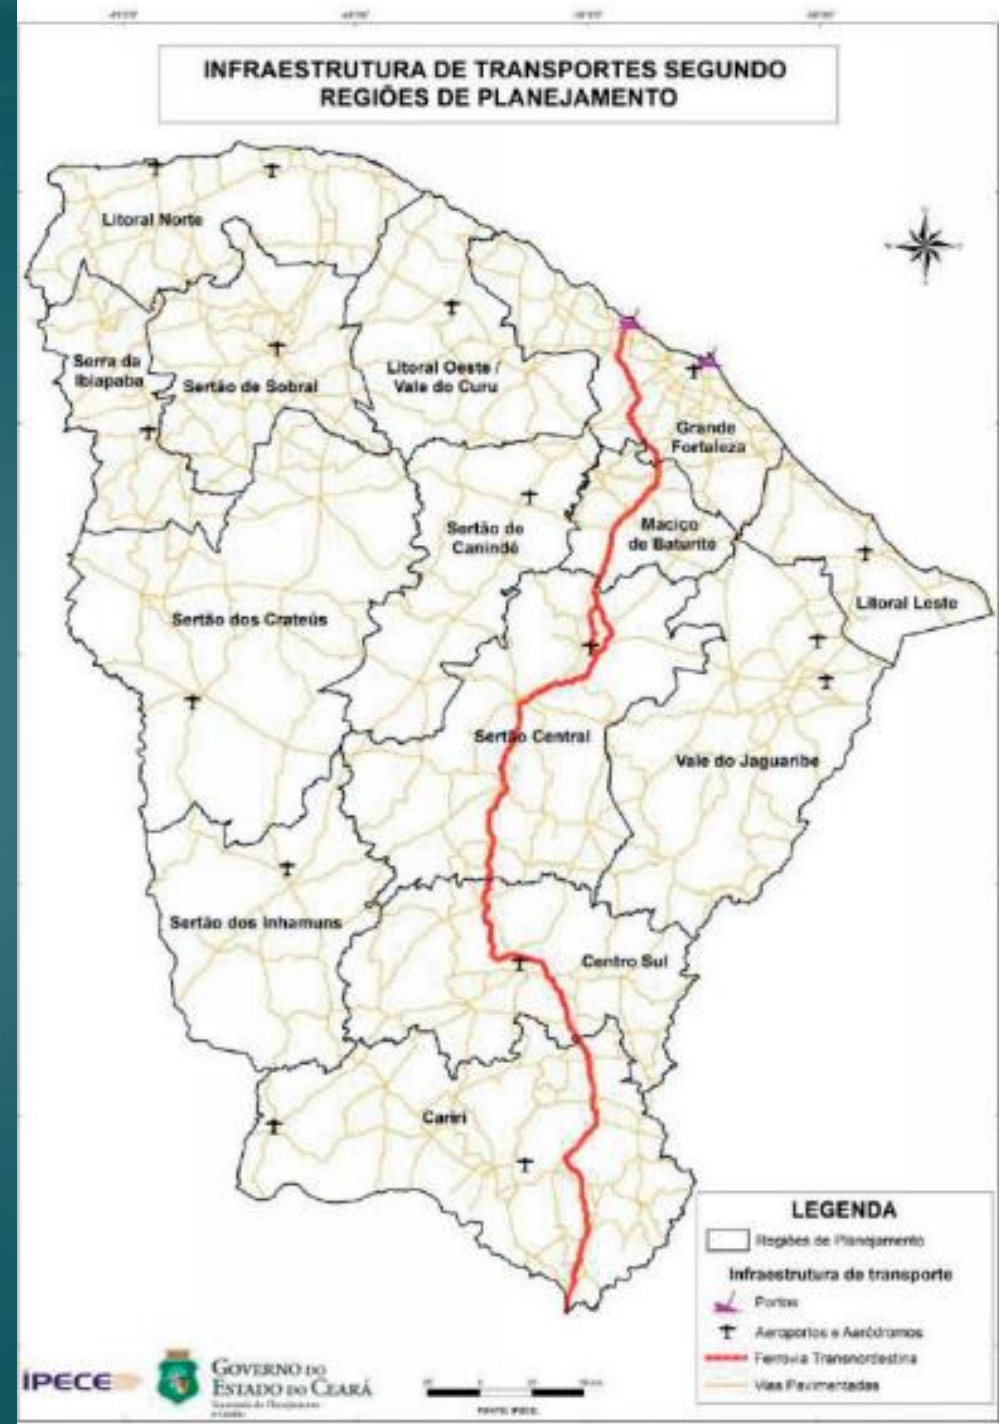 INFRAESTRUTURA DE TRANSPORTES SEGUNDO
REGIÕES DE PLANEJAMENTO
Litoral Norte
Serra da
Ibiapaba
Sertão de Sobral
Litoral Oeste /
Vale do Curu
Grande
Fortaleza
Sertão de
Canindé
Maciço
de Baturité
Litoral Leste
Sertão dos Crateús
Sertão Central
Vale do Jaguaribe
Sertão dos Inhamuns
Centro Sul
Cariri
LEGENDA
Regiões de Planejamento
Infraestrutura de transporte
Portos
Aeroportos e Aeródromos
Ferrovia Transnordestina
Vias Pavimentadas
IPECE
GOVERNO DO
ESTADO DO CEARÁ
FONTE: IPECE.